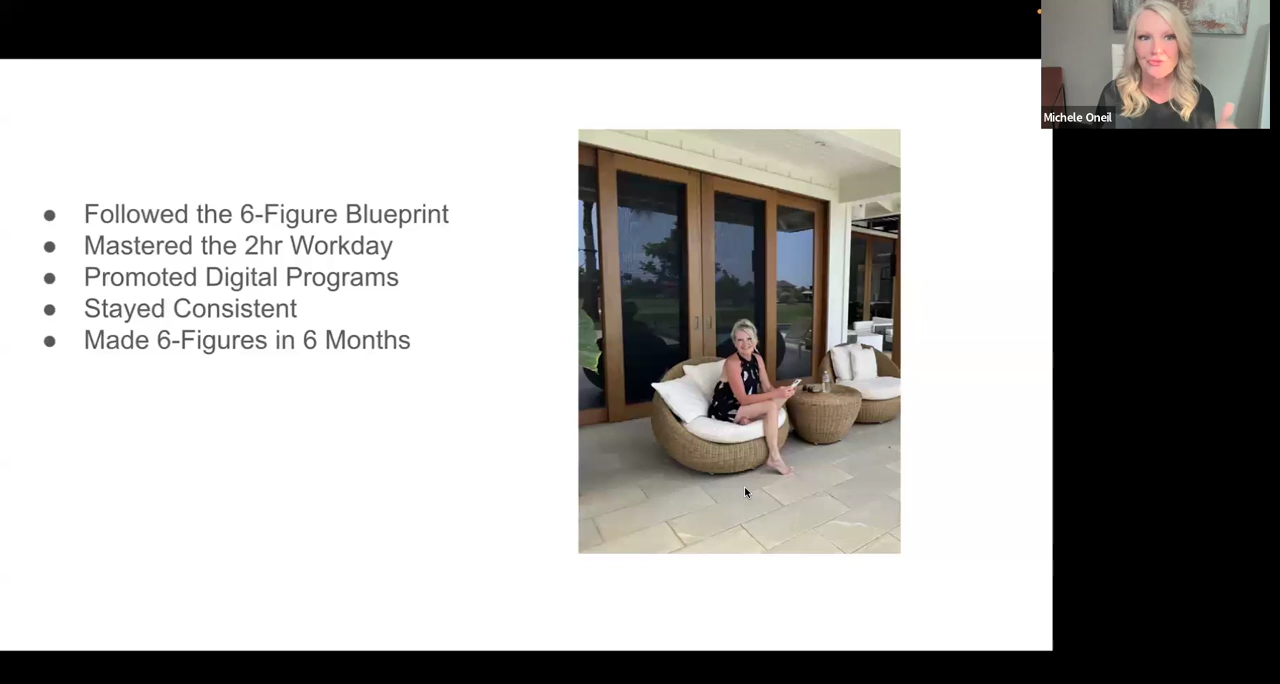 Michele Oneil
● Followed the 6-Figure Blueprint
● Mastered the 2hr Workday
● Promoted Digital Programs
● Stayed Consistent
● Made 6-Figures in 6 Months